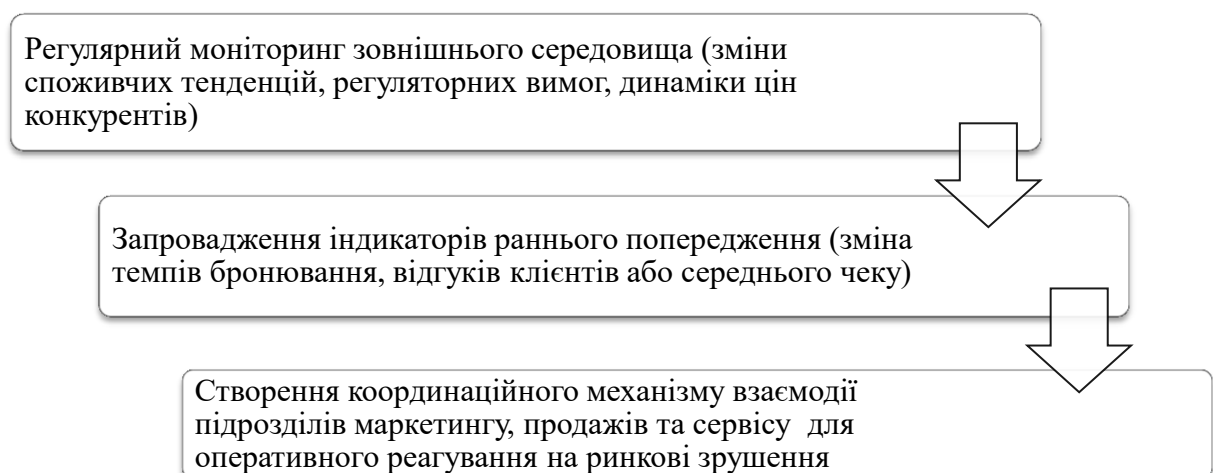 Регулярний моніторинг зовнішнього середовища (зміни
споживчих тенденцій, регуляторних вимог, динаміки цін
конкурентів)
Запровадження індикаторів раннього попередження (зміна
темпів бронювання, відгуків клієнтів або середнього чеку)
Створення координаційного механізму взаємодії
підрозділів маркетингу, продажів та сервісу для
оперативного реагування на ринкові зрушення